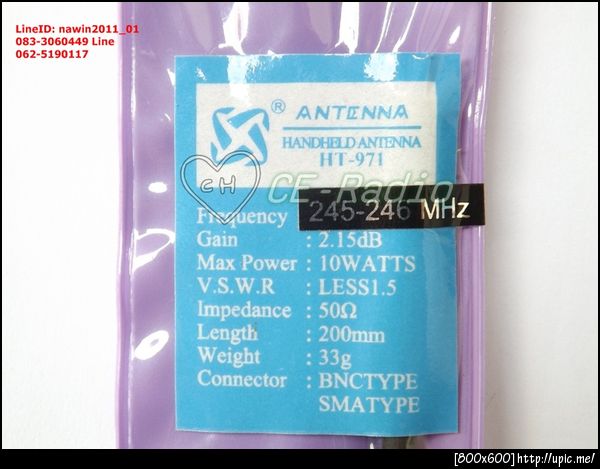 LineID: nawin2011_01
083-3060449 Line
062-5190117
® ANTENNA
HANDHELD ANTENNA
HT-971
CH CE-Radio
Frequency 245-246 MHz
Gain : 2.15dB
Max Power : 10WATTS
V.S.W.R : LESS1.5
Impedance : 50Ω
Length : 200mm
Weight : 33g
Connector : BNCTYPE
SMATYPE
[800x600]http://upic.me/